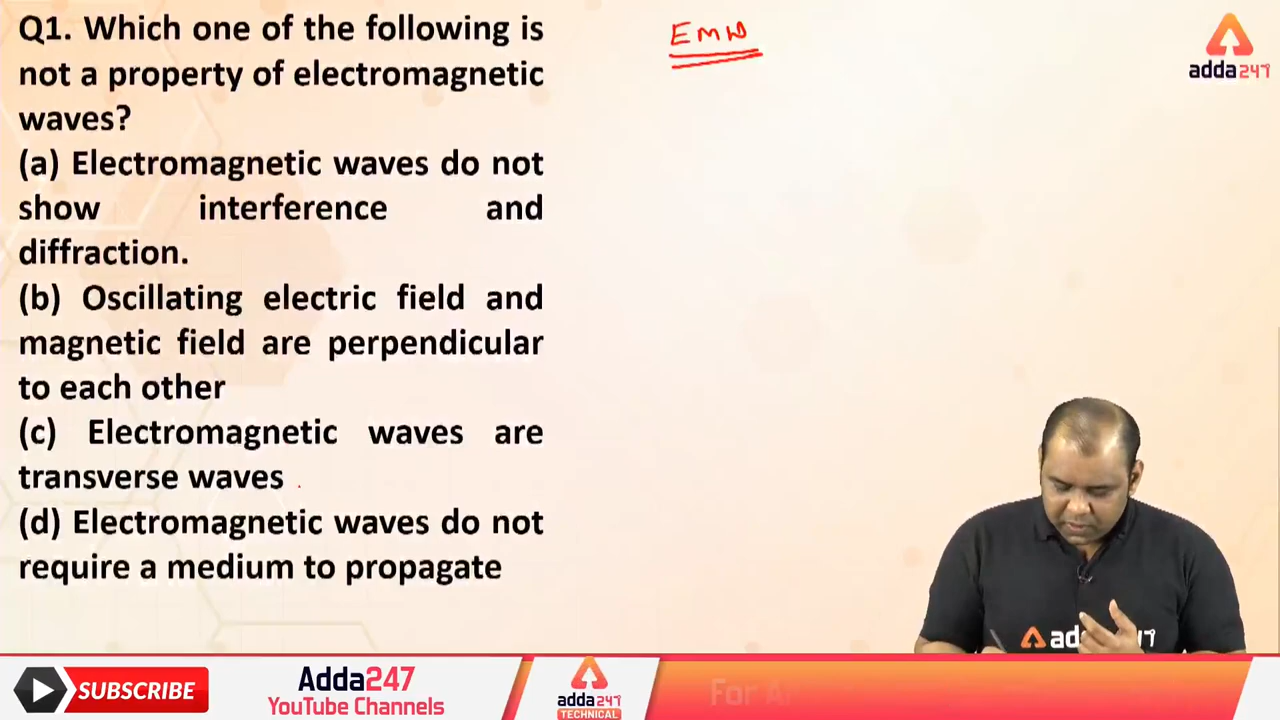 Q1. Which one of the following is
not a property of electromagnetic
waves?
(a) Electromagnetic waves do not
show interference and
diffraction.
(b) Oscillating electric field and
magnetic field are perpendicular
to each other
(c) Electromagnetic waves are
transverse waves
(d) Electromagnetic waves do not
require a medium to propagate
EMW
adda247
SUBSCRIBE
Adda247
YouTube Channels
adda247
TECHNICAL